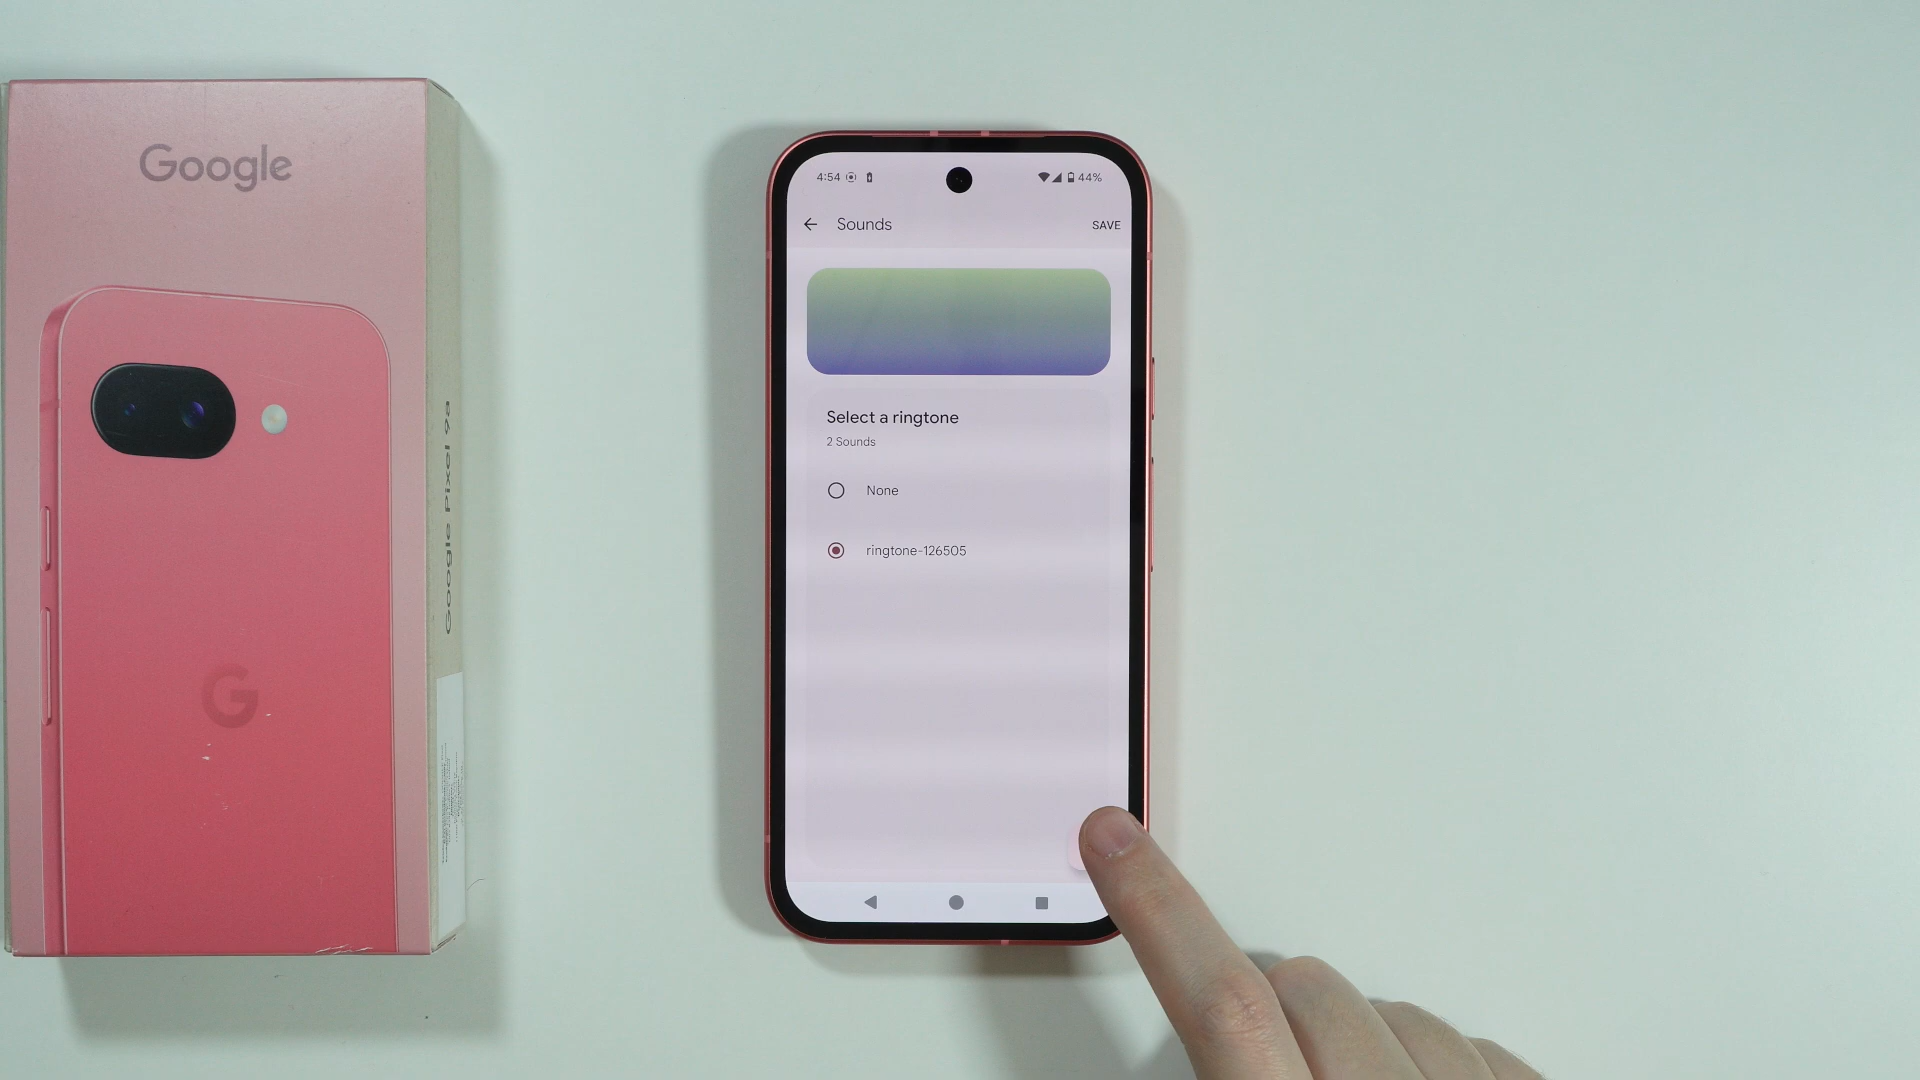 Google
G
Google Pixel 9a
4:54
44%
Sounds
SAVE
Select a ringtone
2 Sounds
None
ringtone-126505